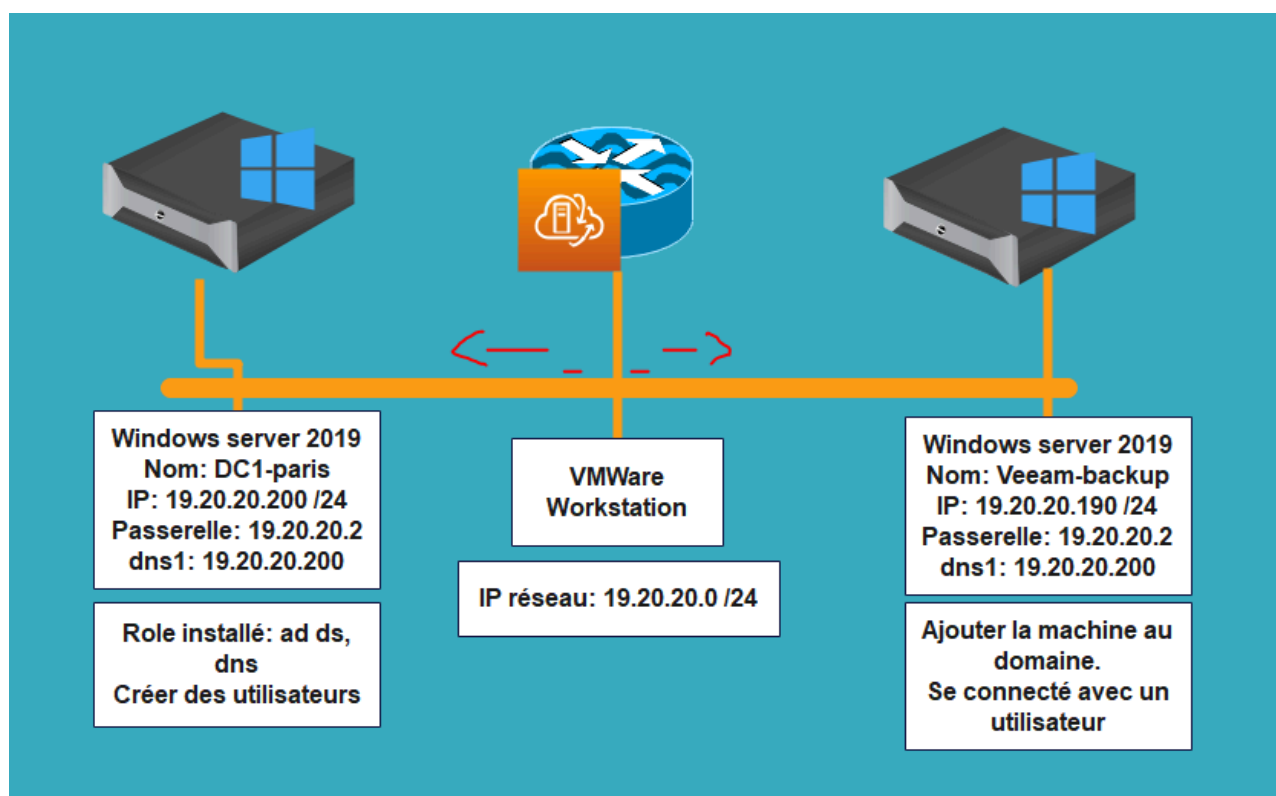 Windows server 2019
Nom: DC1-paris
IP: 19.20.20.200 /24
Passerelle: 19.20.20.2
dns1: 19.20.20.200
Role installé: ad ds,
dns
Créer des utilisateurs
VMWare
Workstation
IP réseau: 19.20.20.0 /24
Windows server 2019
Nom: Veeam-backup
IP: 19.20.20.190 /24
Passerelle: 19.20.20.2
dns1: 19.20.20.200
Ajouter la machine au
domaine.
Se connecté avec un
utilisateur